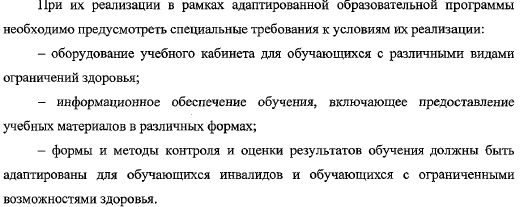 При их реализации в рамках адаптированной образовательной программы
необходимо предусмотреть специальные требования к условиям их реализации:
– оборудование учебного кабинета для обучающихся с различными видами
ограничений здоровья;
– информационное обеспечение обучения, включающее предоставление
учебных материалов в различных формах;
– формы и методы контроля и оценки результатов обучения должны быть
адаптированы для обучающихся инвалидов и обучающихся с ограниченными
возможностями здоровья.